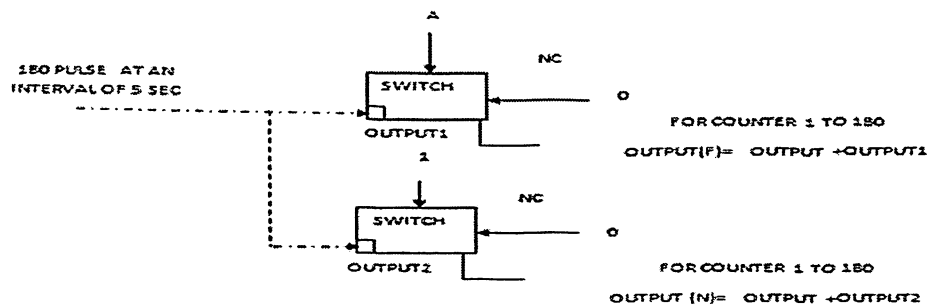 A
180 PULSE AT AN
INTERVAL OF 5 SEC
NC
SWITCH
0
OUTPUT1
FOR COUNTER 1 TO 180
OUTPUT(F)= OUTPUT +OUTPUT1
1
NC
SWITCH
0
OUTPUT2
FOR COUNTER 1 TO 180
OUTPUT (N)= OUTPUT +OUTPUT2